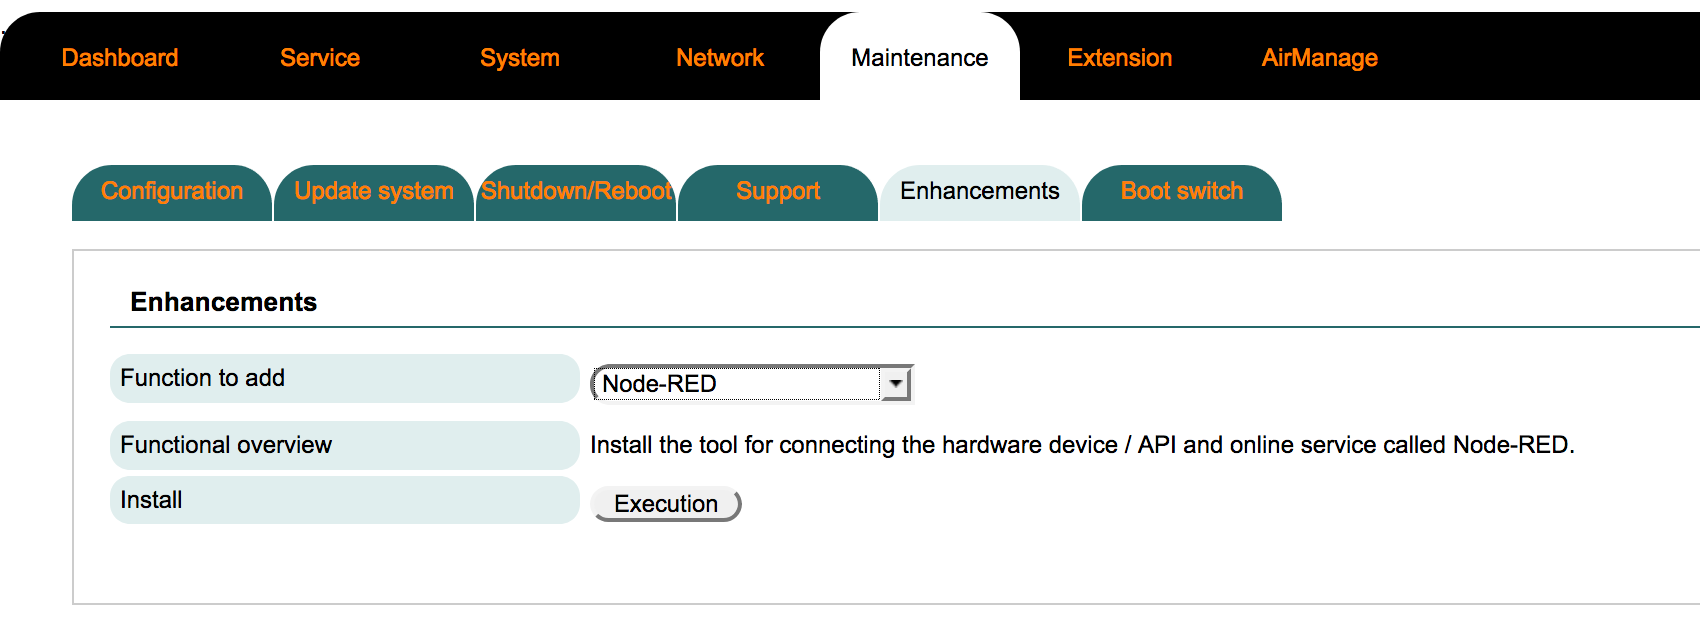 Dashboard Service System Network Maintenance Extension AirManage
Configuration Update system Shutdown/Reboot Support Enhancements Boot switch
Enhancements
Function to add Node-RED
Functional overview Install the tool for connecting the hardware device / API and online service called Node-RED.
Install Execution